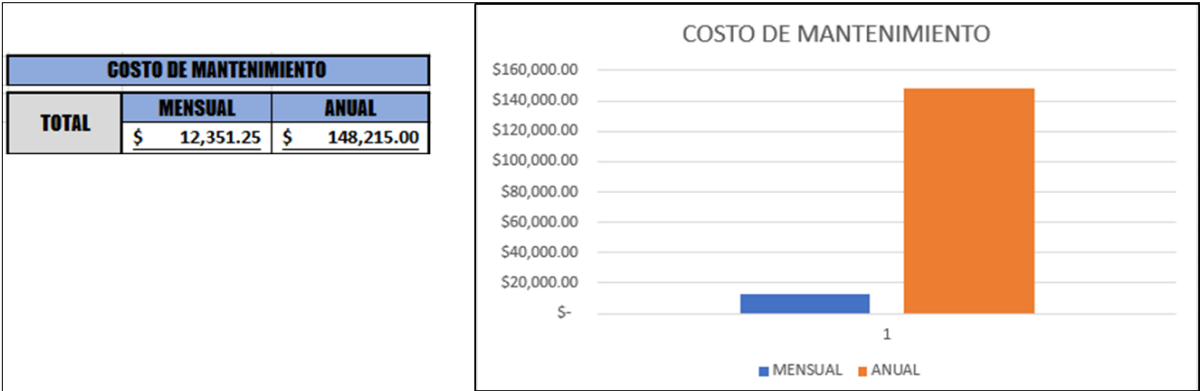 COSTO DE MANTENIMIENTO
TOTAL
MENSUAL ANUAL
$ 12,351.25 $ 148,215.00
COSTO DE MANTENIMIENTO
$160,000.00
$140,000.00
$120,000.00
$100,000.00
$80,000.00
$60,000.00
$40,000.00
$20,000.00
$-
1
MENSUAL ANUAL